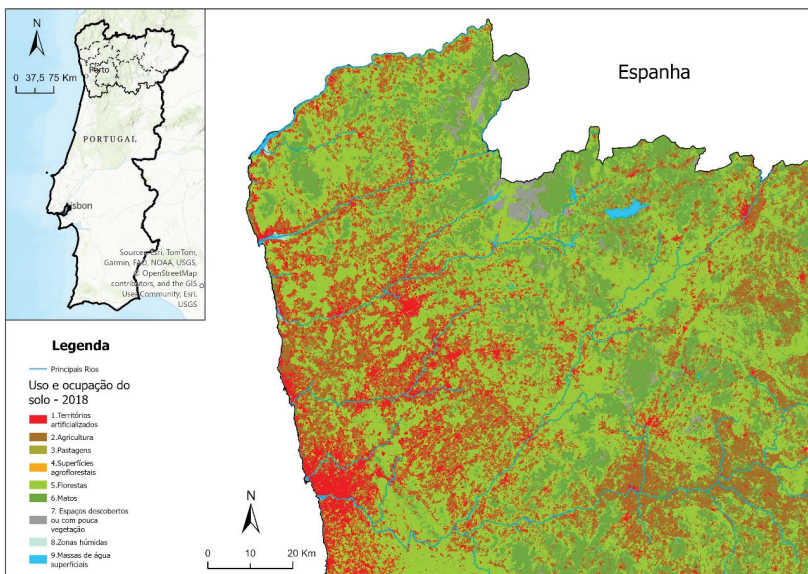 N
0 37,5 75 Km
Porto
PORTUGAL
Lisbon
Sources: Esri, TomTom,
Garmin, FAO, NOAA, USGS,
© OpenStreetMap
contributors, and the GIS
User Community; Esri,
USGS
Espanha
Legenda
Principais Rios
Uso e ocupação do
solo - 2018
1.Territórios
artificializados
2.Agricultura
3.Pastagens
4.Superfícies
agroflorestais
5.Florestas
6.Matos
7. Espaços descobertos
ou com pouca
vegetação
8.Zonas húmidas
9.Massas de água
superficiais
N
0 10 20 Km